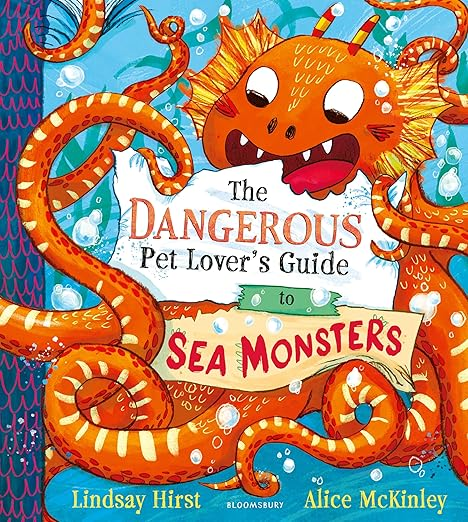 The
DANGEROUS
Pet Lover's Guide
to
SEA MONSTERS
Lindsay Hirst
BLOOMSBURY
Alice McKinley